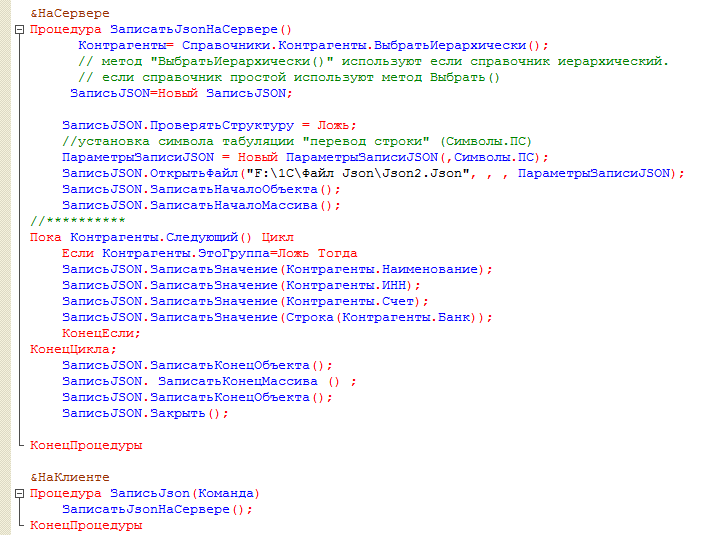 &НаСервере
Процедура ЗаписатьJsonНаСервере()
Контрагенты= Справочники.Контрагенты.ВыбратьИерархически();
// метод "ВыбратьИерархически()" используют если справочник иерархический.
// если справочник простой используют метод Выбрать()
ЗаписьJSON=Новый ЗаписьJSON;
ЗаписьJSON.ПроверятьСтруктуру = Ложь;
//установка символа табуляции "перевод строки" (Символы.ПС)
ПараметрыЗаписиJSON = Новый ПараметрыЗаписиJSON(,Символы.ПС);
ЗаписьJSON.ОткрытьФайл("F:\1С\Файл Json\Json2.Json", , , ПараметрыЗаписиJSON);
ЗаписьJSON.ЗаписатьНачалоОбъекта();
ЗаписьJSON.ЗаписатьНачалоМассива();
//**********
Пока Контрагенты.Следующий() Цикл
Если Контрагенты.ЭтоГруппа=Ложь Тогда
ЗаписьJSON.ЗаписатьЗначение(Контрагенты.Наименование);
ЗаписьJSON.ЗаписатьЗначение(Контрагенты.ИНН);
ЗаписьJSON.ЗаписатьЗначение(Контрагенты.Счет);
ЗаписьJSON.ЗаписатьЗначение(Строка(Контрагенты.Банк));
КонецЕсли;
КонецЦикла;
ЗаписьJSON.ЗаписатьКонецОбъекта();
ЗаписьJSON. ЗаписатьКонецМассива () ;
ЗаписьJSON.ЗаписатьКонецОбъекта();
ЗаписьJSON.Закрыть();
КонецПроцедуры
&НаКлиенте
Процедура ЗаписьJson(Команда)
ЗаписатьJsonНаСервере();
КонецПроцедуры